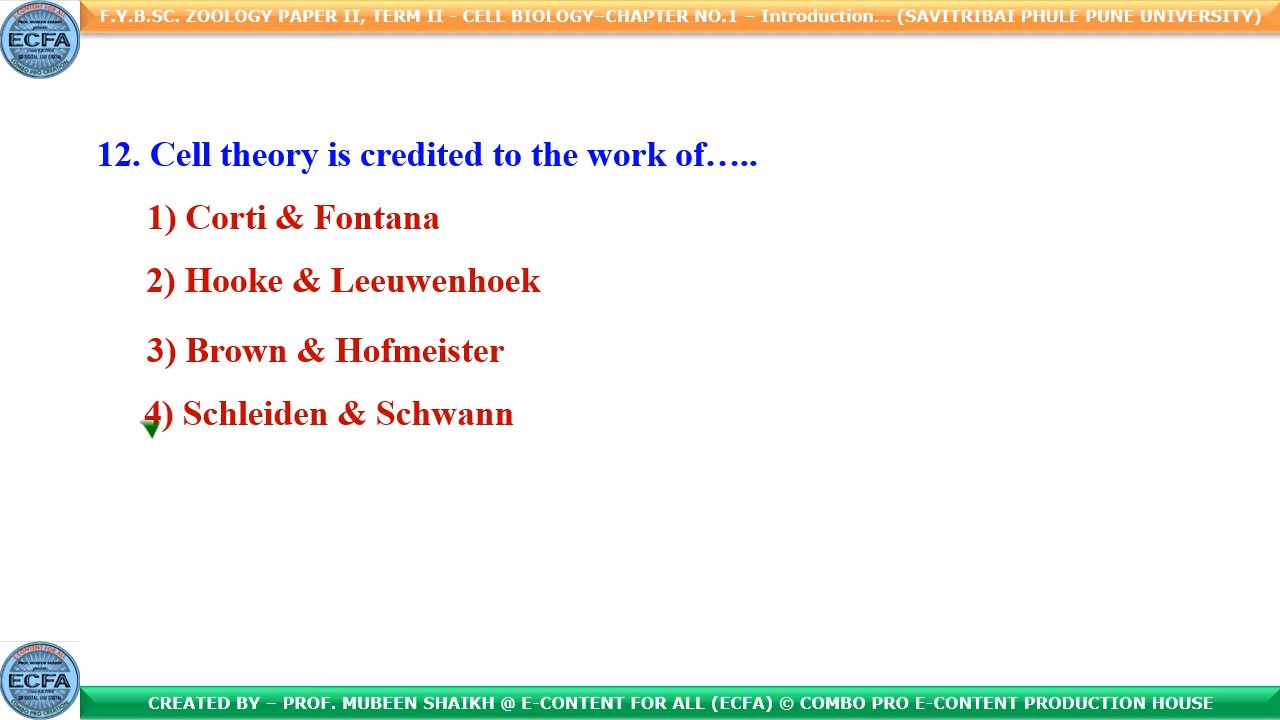 F.Y.B.SC. ZOOLOGY PAPER II, TERM II - CELL BIOLOGY–CHAPTER NO.1 – Introduction... (SAVITRIBAI PHULE PUNE UNIVERSITY)
ECFA
12. Cell theory is credited to the work of…..
1) Corti & Fontana
2) Hooke & Leeuwenhoek
3) Brown & Hofmeister
4) Schleiden & Schwann
ECFA
CREATED BY – PROF. MUBEEN SHAIKH @ E-CONTENT FOR ALL (ECFA) © COMBO PRO E-CONTENT PRODUCTION HOUSE